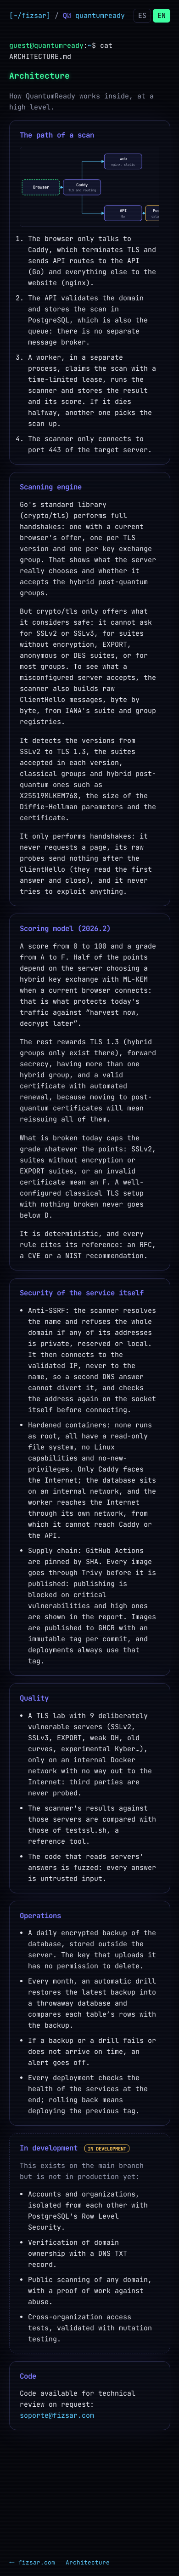 [~/fizsar] / Q quantumready ES EN
guest@quantumready:~$ cat
ARCHITECTURE.md
Architecture
How QuantumReady works inside, at a
high level.
The path of a scan
Browser
Caddy
TLS and routing
web
API
Go
1. The browser only talks to
Caddy, which terminates TLS and
sends API routes to the API
(Go) and everything else to the
website (nginx).
2. The API validates the domain
and stores the scan in
PostgreSQL, which is also the
queue: there is no separate
message broker.
3. A worker, in a separate
process, claims the scan with a
time-limited lease, runs the
scanner and stores the result
and its score. If it dies
halfway, another one picks the
scan up.
4. The scanner only connects to
port 443 of the target server.
Scanning engine
Go's standard library
(crypto/tls) performs full
handshakes: one with a current
browser's offer, one per TLS
version and one per key exchange
group. That shows what the server
really chooses and whether it
accepts the hybrid post-quantum
groups.
But crypto/tls only offers what
it considers safe: it cannot ask
for SSLv2 or SSLv3, for suites
without encryption, EXPORT,
anonymous or DES suites, or for
most groups. To see what a
misconfigured server accepts, the
scanner also builds raw
ClientHello messages, byte by
byte, from IANA's suite and group
registries.
It detects the versions from
SSLv2 to TLS 1.3, the suites
accepted in each version,
classical groups and hybrid post-
quantum ones such as
X25519MLKEM768, the size of the
Diffie-Hellman parameters and the
certificate.
It only performs handshakes: it
never requests a page, its raw
probes send nothing after the
ClientHello (they read the first
answer and close), and it never
tries to exploit anything.
Scoring model (2026.2)
A score from 0 to 100 and a grade
from A to F. Half of the points
depend on the server choosing a
hybrid key exchange with ML-KEM
when a current browser connects:
that is what protects today's
traffic against “harvest now,
decrypt later”.
The rest rewards TLS 1.3 (hybrid
groups only exist there), forward
secrecy, having more than one
hybrid group, and a valid
certificate with automated
renewal, because moving to post-
quantum certificates will mean
reissuing all of them.
What is broken today caps the
grade whatever the points: SSLv2,
suites without encryption or
EXPORT suites, or an invalid
certificate mean an F. A well-
configured classical TLS setup
with nothing broken never goes
below D.
It is deterministic, and every
rule cites its reference: an RFC,
a CVE or a NIST recommendation.
Security of the service itself
• Anti-SSRF: the scanner resolves
the name and refuses the whole
domain if any of its addresses
is private, reserved or local.
It then connects to the
validated IP, never to the
name, so a second DNS answer
cannot divert it, and checks
the address again on the socket
itself before connecting.
• Hardened containers: none runs
as root, all have a read-only
file system, no Linux
capabilities and no-new-
privileges. Only Caddy faces
the Internet; the database sits
on an internal network, and the
worker reaches the Internet
through its own network, from
which it cannot reach Caddy or
the API.
• Supply chain: GitHub Actions
are pinned by SHA. Every image
goes through Trivy before it is
published: publishing is
blocked on critical
vulnerabilities and high ones
are shown in the report. Images
are published to GHCR with an
immutable tag per commit, and
deployments always use that
tag.
Quality
• A TLS lab with 9 deliberately
vulnerable servers (SSLv2,
SSLv3, EXPORT, weak DH, old
curves, experimental Kyber…),
only on an internal Docker
network with no way out to the
Internet: third parties are
never probed.
• The scanner's results against
those servers are compared with
those of testssl.sh, a
reference tool.
• The code that reads servers'
answers is fuzzed: every answer
is untrusted input.
Operations
• A daily encrypted backup of the
database, stored outside the
server. The key that uploads it
has no permission to delete.
• Every month, an automatic drill
restores the latest backup into
a throwaway database and
compares each table's rows with
the backup.
• If a backup or a drill fails or
does not arrive on time, an
alert goes off.
• Every deployment checks the
health of the services at the
end; rolling back means
deploying the previous tag.
In development IN DEVELOPMENT
This exists on the main branch
but is not in production yet:
• Accounts and organizations,
isolated from each other with
PostgreSQL's Row Level
Security.
• Verification of domain
ownership with a DNS TXT
record.
• Public scanning of any domain,
with a proof of work against
abuse.
• Cross-organization access
tests, validated with mutation
testing.
Code
Code available for technical
review on request:
soporte@fizsar.com
← fizsar.com Architecture